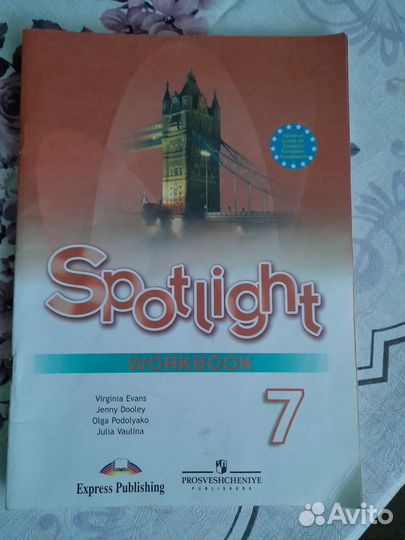 Spotlight
WORKBOOK
Virginia Evans
Jenny Dooley
Olga Podolyako
Julia Vaulina
7
Express Publishing
PROSVESHCHENIYE
PUBLISHERS
Avito